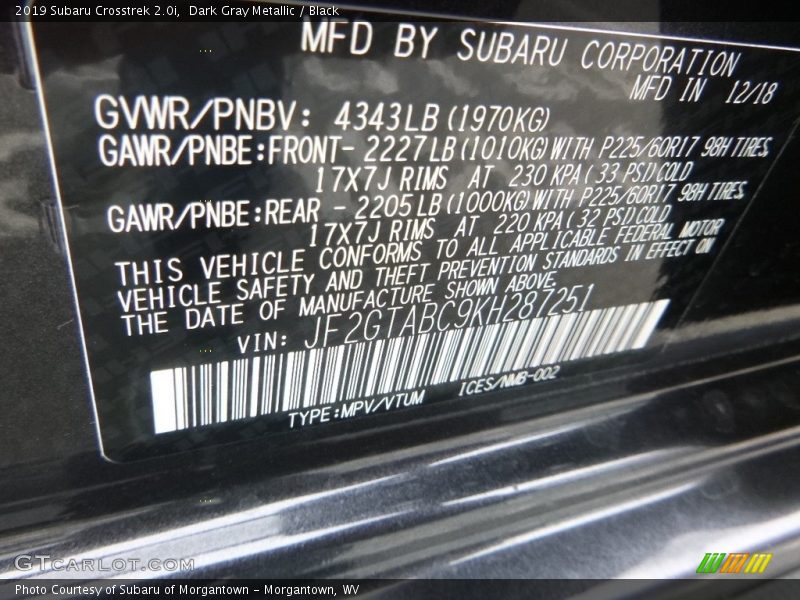 2019 Subaru Crosstrek 2.0i,  Dark Gray Metallic / Black
MFD BY SUBARU CORPORATION
MFD IN 12/18
GVWR/PNBV: 4343LB (1970KG)
GAWR/PNBE:FRONT- 2227LB (1010KG) WITH P225/60R17 98H TIRES,
17X7J RIMS AT 230 KPA ( 33 PSI) COLD
GAWR/PNBE:REAR - 2205LB (1000KG) WITH P225/60R17 98H TIRES,
17X7J RIMS AT 220 KPA ( 32 PSI) COLD
THIS VEHICLE CONFORMS TO ALL APPLICABLE FEDERAL MOTOR
VEHICLE SAFETY AND THEFT PREVENTION STANDARDS IN EFFECT ON
THE DATE OF MANUFACTURE SHOWN ABOVE.
VIN: JF2GTABC9KH287251
TYPE:MPV/VTUM ICES/NMB-002
GTCARLOT.COM
Photo Courtesy of Subaru of Morgantown - Morgantown, WV